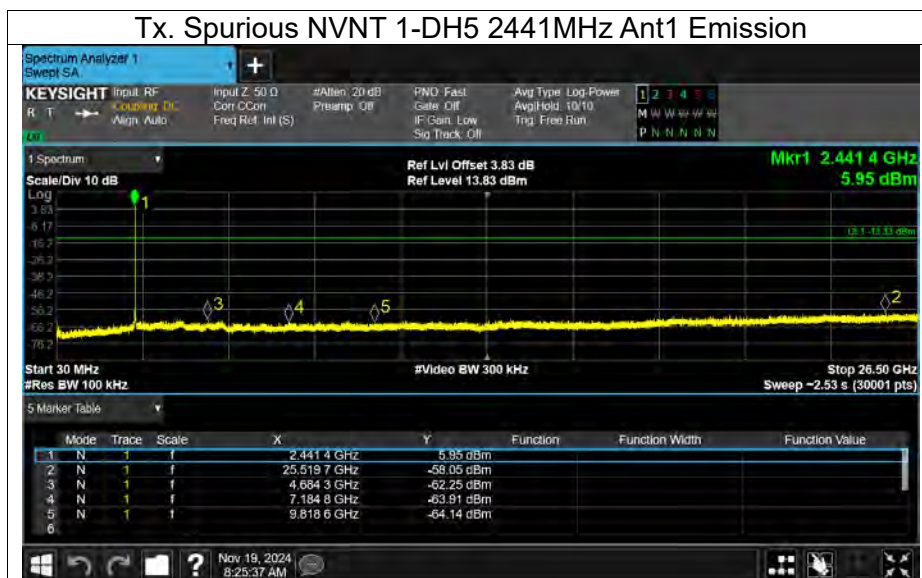 Tx. Spurious NVNT 1-DH5 2441MHz Ant1 Emission
Spectrum Analyzer 1
Swept SA
+
KEYSIGHT Input: RF Input Z: 50 Ω #Atten: 20 dB PNO: Fast Avg Type: Log-Power 1 2 3 4 5 6
R T Coupling: DC Corr CCorr Preamp: Off Gate: Off Avg|Hold: 10/10 M W W W W W
Align: Auto Freq Ref: Int (S) IF Gain: Low Trig: Free Run
Sig Track: Off P N N N N N
1 Spectrum Ref Lvl Offset 3.83 dB Mkr1 2.441 4 GHz
Scale/Div 10 dB Ref Level 13.83 dBm 5.95 dBm
Log
3.83
-6.17
-16.2
-26.2
-36.2
-46.2
-56.2
-66.2
-76.2
1
DL1 -13.33 dBm
3 4 5 2
Start 30 MHz #Video BW 300 kHz Stop 26.50 GHz
#Res BW 100 kHz Sweep ~2.53 s (30001 pts)
5 Marker Table
Mode Trace Scale X Y Function Function Width Function Value
1 N 1 f 2.441 4 GHz 5.95 dBm
2 N 1 f 25.519 7 GHz -58.05 dBm
3 N 1 f 4.684 3 GHz -62.25 dBm
4 N 1 f 7.184 8 GHz -63.91 dBm
5 N 1 f 9.818 6 GHz -64.14 dBm
6
? Nov 19, 2024
8:25:37 AM